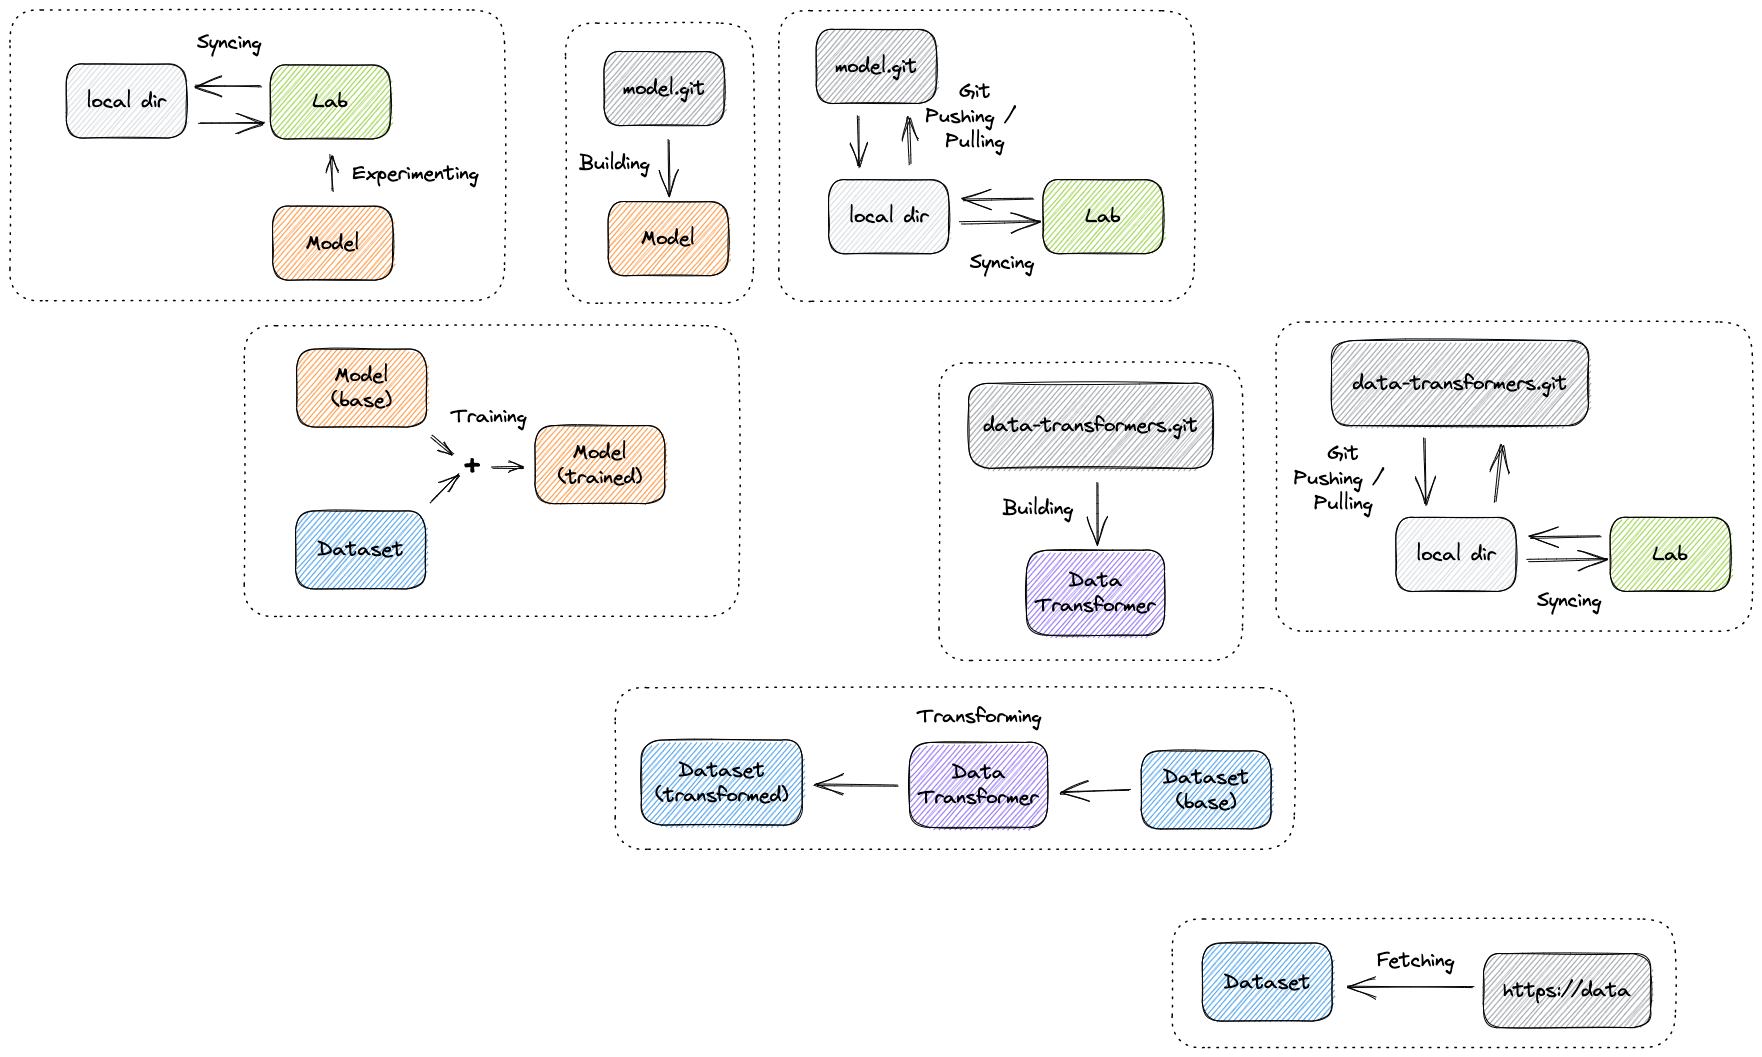 Syncing
local dir
Lab
Experimenting
Model
model.git
Building
Model
model.git
Git
Pushing /
Pulling
local dir
Lab
Syncing
Model
(base)
Training
Model
(trained)
Dataset
data-transformers.git
Building
Data
Transformer
data-transformers.git
Git
Pushing /
Pulling
local dir
Lab
Syncing
Transforming
Dataset
(transformed)
Data
Transformer
Dataset
(base)
Dataset
Fetching
https://data